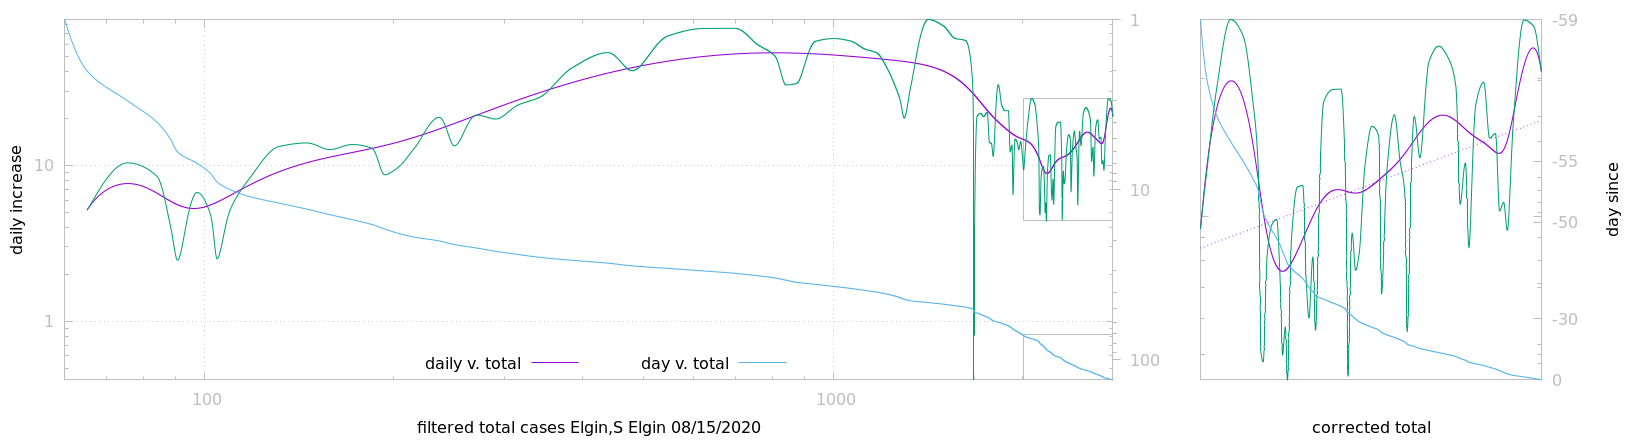 1
-59
10
10
-55
-50
daily increase
day since
1
-30
daily v. total
day v. total
100
0
100
1000
filtered total cases Elgin,S Elgin 08/15/2020
corrected total